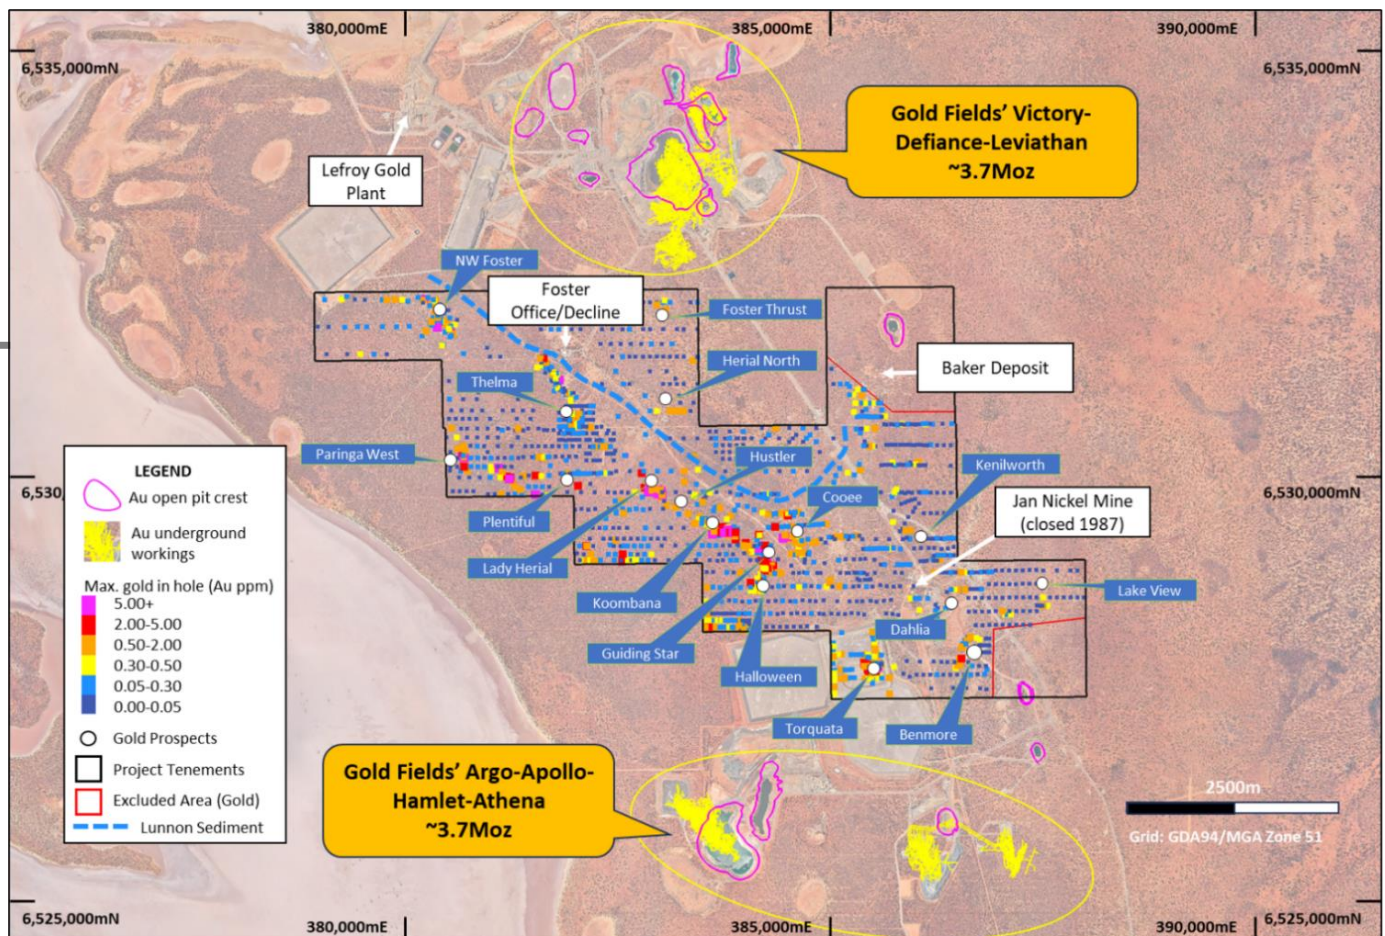 380,000mE
385,000mE
390,000mE
6,535,000mN
6,535,000mN
Gold Fields' Victory-
Defiance-Leviathan
~3.7Moz
Lefroy Gold
Plant
NW Foster
Foster
Office/Decline
Foster Thrust
Herial North
Baker Deposit
Thelma
Paringa West
Hustler
Kenilworth
Cooee
6,530,
6,530,000mN
Jan Nickel Mine
(closed 1987)
Plentiful
Lady Herial
Koombana
Lake View
Dahlia
Guiding Star
Halloween
Torquata
Benmore
LEGEND
Au open pit crest
Au underground
workings
Max. gold in hole (Au ppm)
5.00+
2.00-5.00
0.50-2.00
0.30-0.50
0.05-0.30
0.00-0.05
Gold Prospects
Project Tenements
Excluded Area (Gold)
Lunnon Sediment
Gold Fields' Argo-Apollo-
Hamlet-Athena
~3.7Moz
2500m
Grid: GDA94/MGA Zone 51
6,525,000mN
6,525,000mN
380,000mE
385,000mE
390,000mE